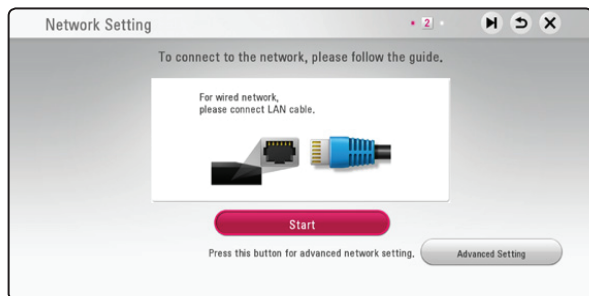 Network Setting
2
To connect to the network, please follow the guide.
For wired network,
please connect LAN cable.
Start
Press this button for advanced network setting.
Advanced Setting